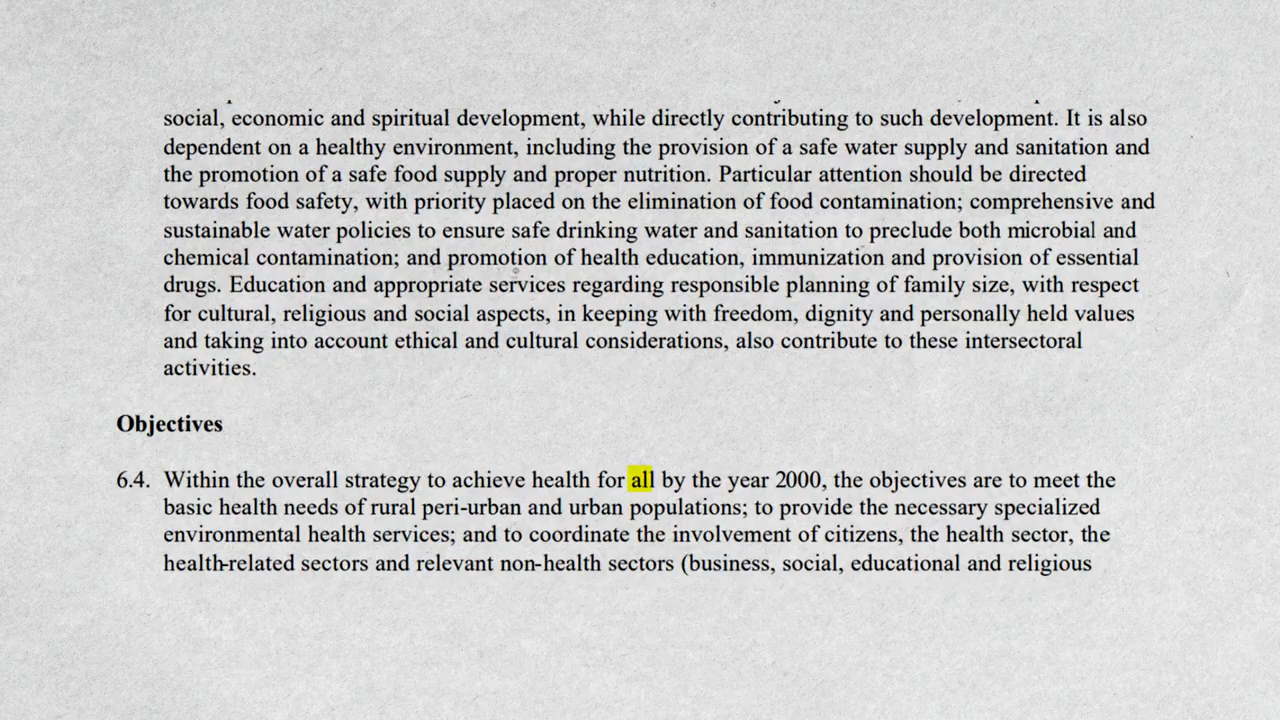 social, economic and spiritual development, while directly contributing to such development. It is also
dependent on a healthy environment, including the provision of a safe water supply and sanitation and
the promotion of a safe food supply and proper nutrition. Particular attention should be directed
towards food safety, with priority placed on the elimination of food contamination; comprehensive and
sustainable water policies to ensure safe drinking water and sanitation to preclude both microbial and
chemical contamination; and promotion of health education, immunization and provision of essential
drugs. Education and appropriate services regarding responsible planning of family size, with respect
for cultural, religious and social aspects, in keeping with freedom, dignity and personally held values
and taking into account ethical and cultural considerations, also contribute to these intersectoral
activities.
Objectives
6.4. Within the overall strategy to achieve health for all by the year 2000, the objectives are to meet the
basic health needs of rural peri-urban and urban populations; to provide the necessary specialized
environmental health services; and to coordinate the involvement of citizens, the health sector, the
health-related sectors and relevant non-health sectors (business, social, educational and religious